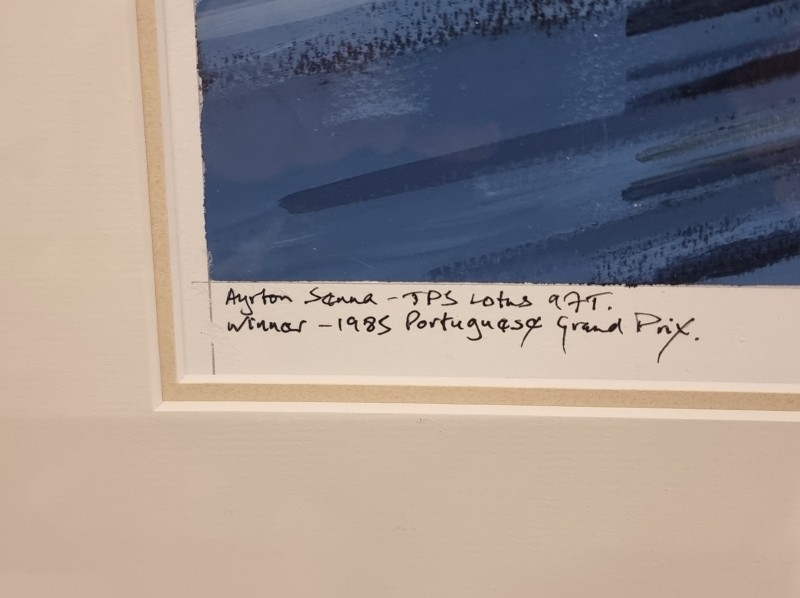 Ayrton Senna - JPS Lotus 97T.
Winner - 1985 Portuguese Grand Prix.